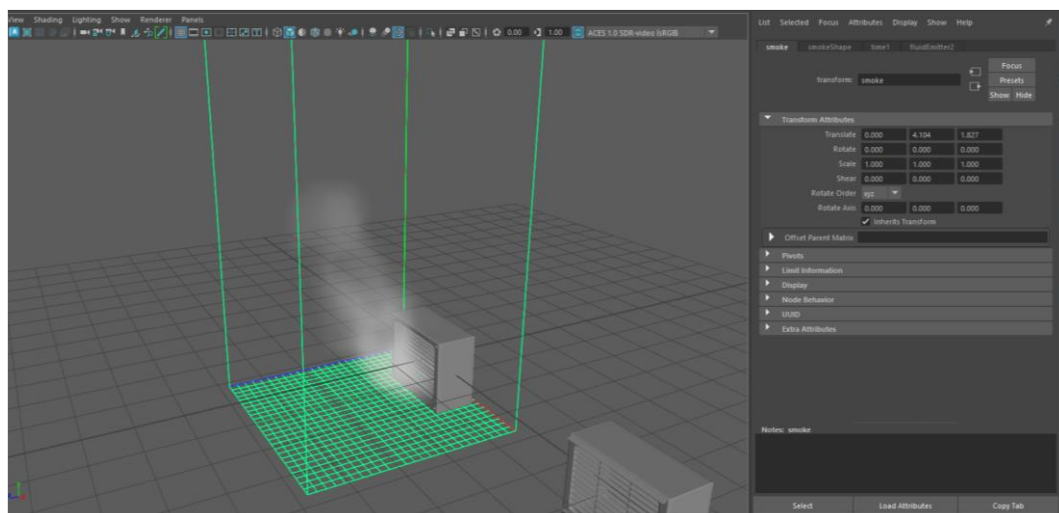 View Shading Lighting Show Renderer Panels
0.00 1.00 ACES 1.0 SDR-video (sRGB)
List Selected Focus Attributes Display Show Help
smoke smokeShape time1 fluidEmitter2
transform: smoke
Focus
Presets
Show Hide
Transform Attributes
Translate 0.000 4.104 1.827
Rotate 0.000 0.000 0.000
Scale 1.000 1.000 1.000
Shear 0.000 0.000 0.000
Rotate Order xyz
Rotate Axis 0.000 0.000 0.000
Inherits Transform
Offset Parent Matrix
Pivots
Limit Information
Display
Node Behavior
UUID
Extra Attributes
Notes: smoke
Select Load Attributes Copy Tab